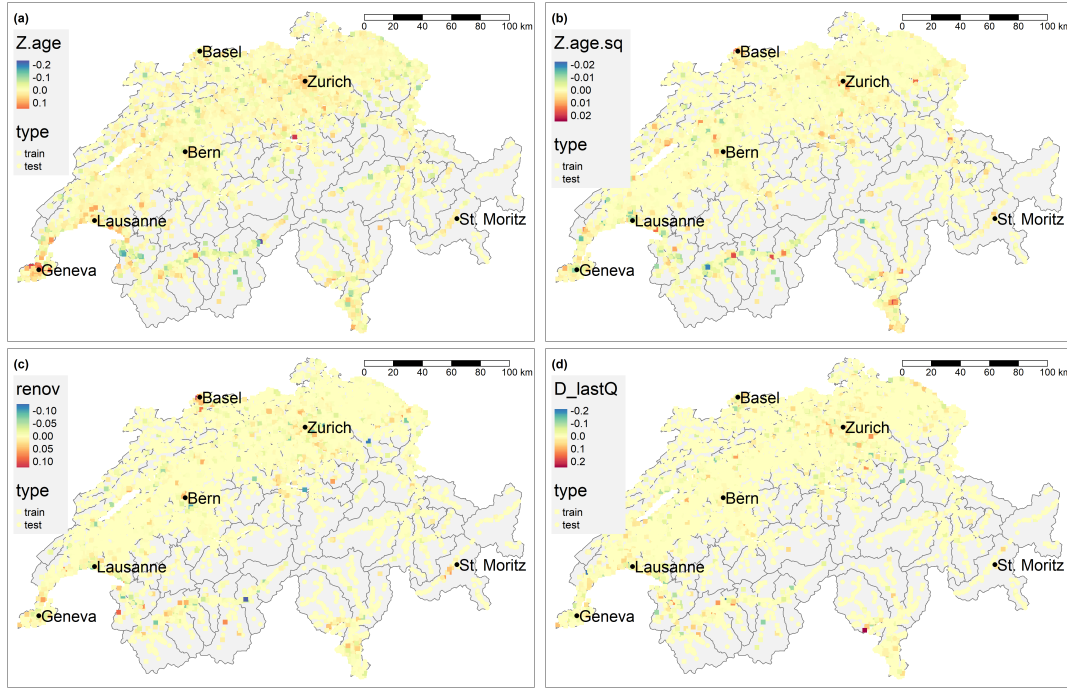 (a)
0 20 40 60 80 100 km
Z.age
-0.2
-0.1
0.0
0.1
type
train
test
Basel
Zurich
Bern
Lausanne
St. Moritz
Geneva
(b)
0 20 40 60 80 100 km
Z.age.sq
-0.02
-0.01
0.00
0.01
0.02
type
train
test
Basel
Zurich
Bern
Lausanne
St. Moritz
Geneva
(c)
0 20 40 60 80 100 km
renov
-0.10
-0.05
0.00
0.05
0.10
type
train
test
Basel
Zurich
Bern
Lausanne
St. Moritz
Geneva
(d)
0 20 40 60 80 100 km
D_lastQ
-0.2
-0.1
0.0
0.1
0.2
type
train
test
Basel
Zurich
Bern
Lausanne
St. Moritz
Geneva